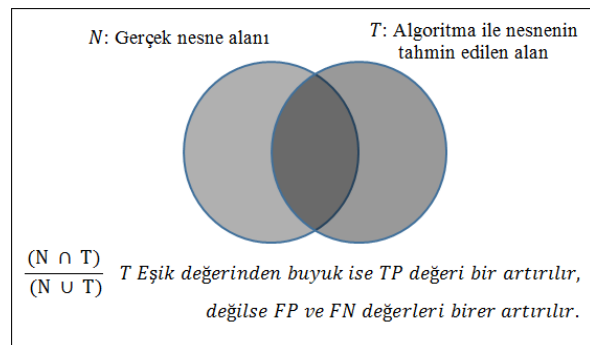 N: Gerçek nesne alanı
T: Algoritma ile nesnenin
tahmin edilen alan
(N ∩ T)
(N ∪ T)
T Eşik değerinden buyuk ise TP değeri bir artırılır,
değilse FP ve FN değerleri birer artırılır.